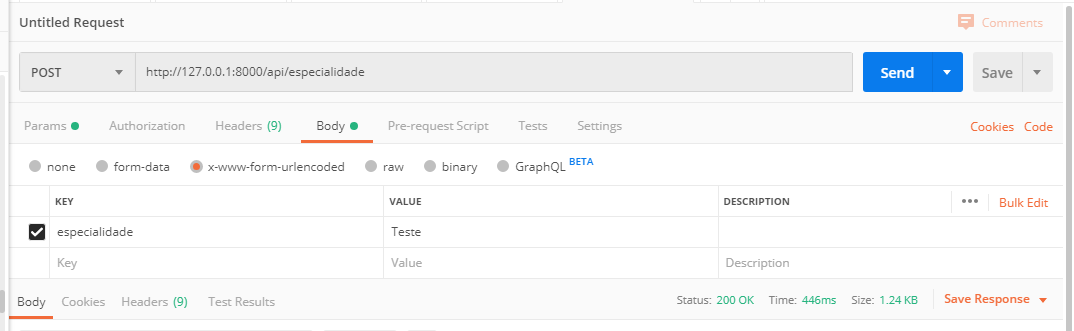 Untitled Request Comments
POST http://127.0.0.1:8000/api/especialidade Send Save
Params Authorization Headers (9) Body Pre-request Script Tests Settings Cookies Code
none form-data x-www-form-urlencoded raw binary GraphQL BETA
KEY VALUE DESCRIPTION ••• Bulk Edit
especialidade Teste
Key Value Description
Body Cookies Headers (9) Test Results Status: 200 OK Time: 446ms Size: 1.24 KB Save Response